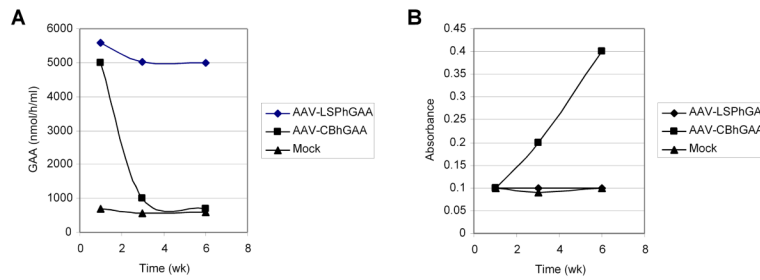 A
6000
5000
4000
3000
2000
1000
0
GAA (nmol/h/ml)
0 2 4 6 8
Time (wk)
AAV-LSPhGAA
AAV-CBhGAA
Mock
B
0.45
0.4
0.35
0.3
0.25
0.2
0.15
0.1
0.05
0
Absorbance
0 2 4 6 8
Time (wk)
AAV-LSPhGA
AAV-CBhGAA
Mock